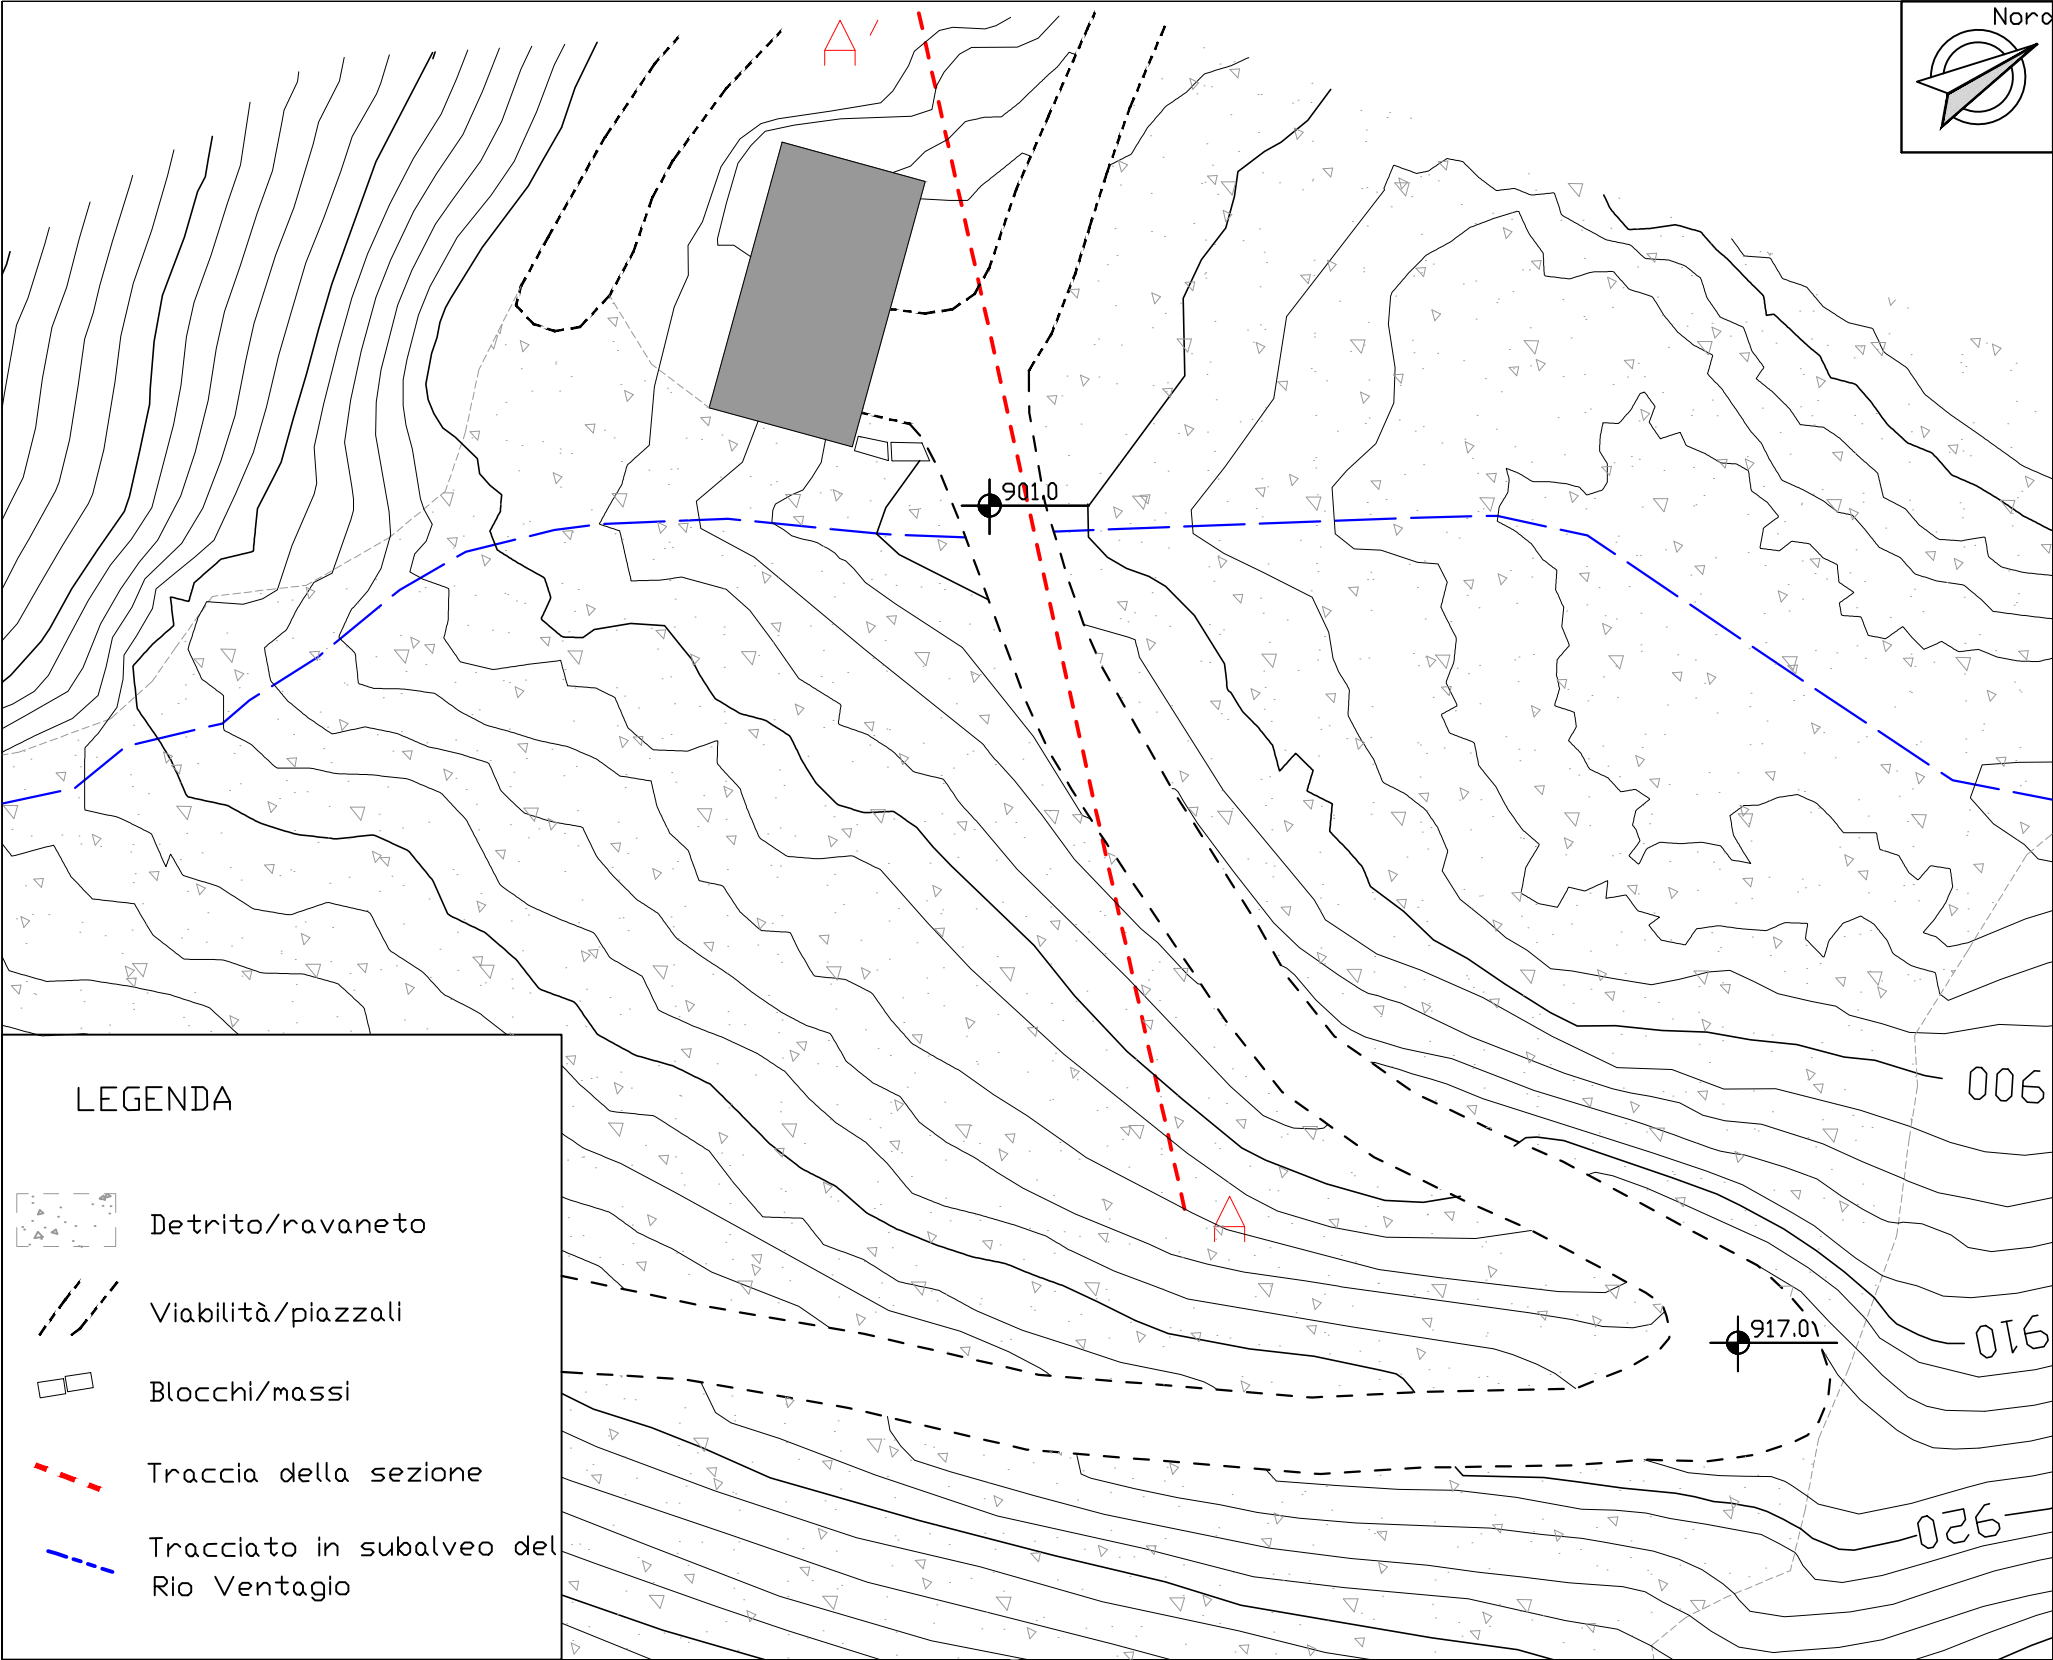 A'
Nord
901.0
900
917.0
910
920
A
LEGENDA
Detrito/ravaneto
Viabilità/piazzali
Blocchi/massi
Traccia della sezione
Tracciato in subalveo del
Rio Ventagio